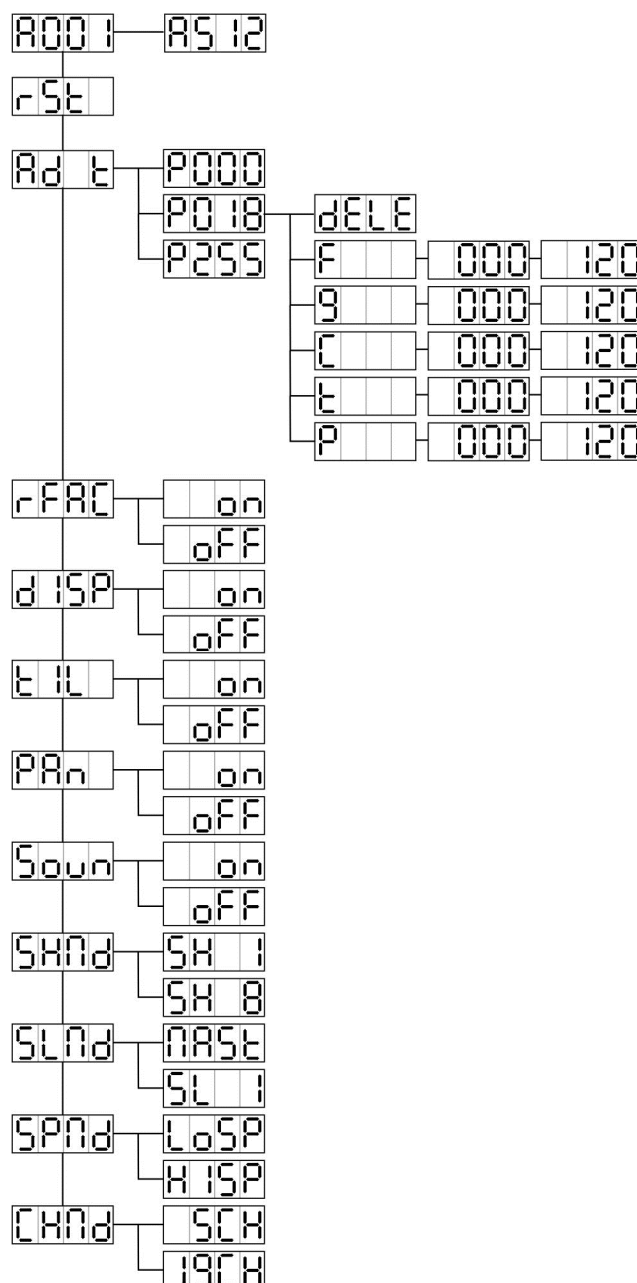 A001 AS12
rSt
Ad t P000
P018 dELE
P255 F 000 120
g 000 120
C 000 120
t 000 120
P 000 120
rFAC on
oFF
dISP on
oFF
tIL on
oFF
PAn on
oFF
Soun on
oFF
SHMd SH 1
SH 8
SLMd MASt
SL 1
SPMd LoSP
HISP
CHMd 5CH
19CH